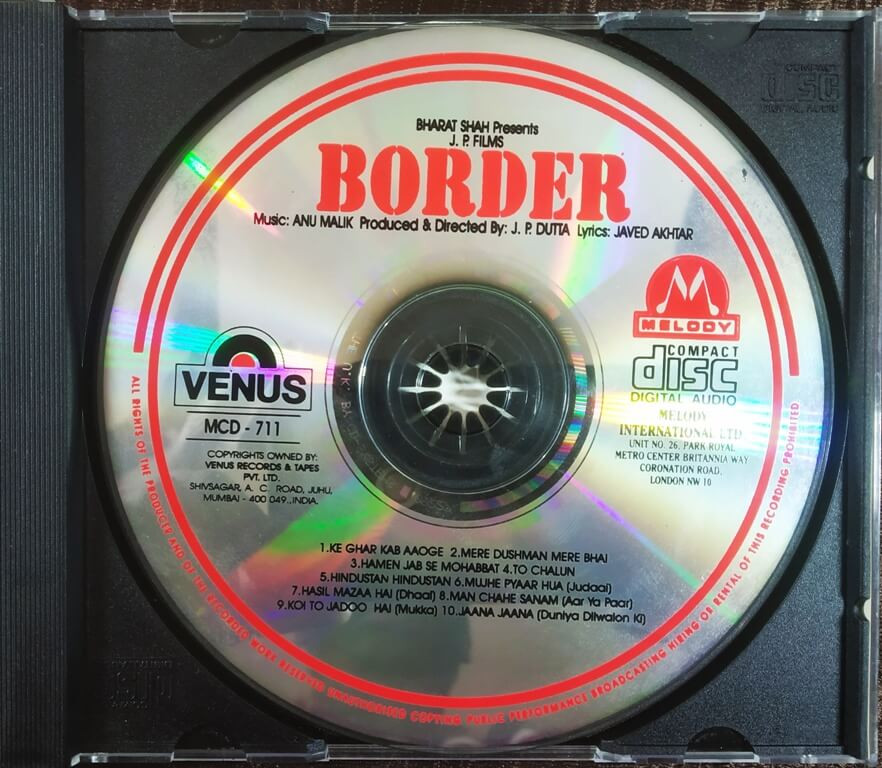 COMPACT
disc
DIGITAL AUDIO
BHARAT SHAH Presents
J. P. FILMS
BORDER
Music: ANU MALIK Produced & Directed By: J. P. DUTTA Lyrics: JAVED AKHTAR
MELODY
COMPACT
disc
DIGITAL AUDIO
MELODY
INTERNATIONAL LTD
UNIT NO. 26, PARK ROYAL
METRO CENTER BRITANNIA WAY
CORONATION ROAD,
LONDON NW 10
VENUS
MCD - 711
COPYRIGHTS OWNED BY:
VENUS RECORDS & TAPES
PVT. LTD.
SHIVSAGAR, A. C. ROAD, JUHU,
MUMBAI - 400 049., INDIA.
1.KE GHAR KAB AAOGE 2.MERE DUSHMAN MERE BHAI
3.HAMEN JAB SE MOHABBAT 4.TO CHALUN
5.HINDUSTAN HINDUSTAN 6.MUJHE PYAAR HUA (Judaai)
7.HASIL MAZAA HAI (Dhaal) 8.MAN CHAHE SANAM (Aar Ya Paar)
9.KOI TO JADOO HAI (Mukka) 10.JAANA JAANA (Duniya Dilwalon Ki)
ALL RIGHTS OF THE PRODUCER AND OF THE RECORDED WORK RESERVED UNAUTHORISED COPYING PUBLIC PERFORMANCE BROADCASTING HIRING OR RENTAL OF THIS RECORDING PROHIBITED.